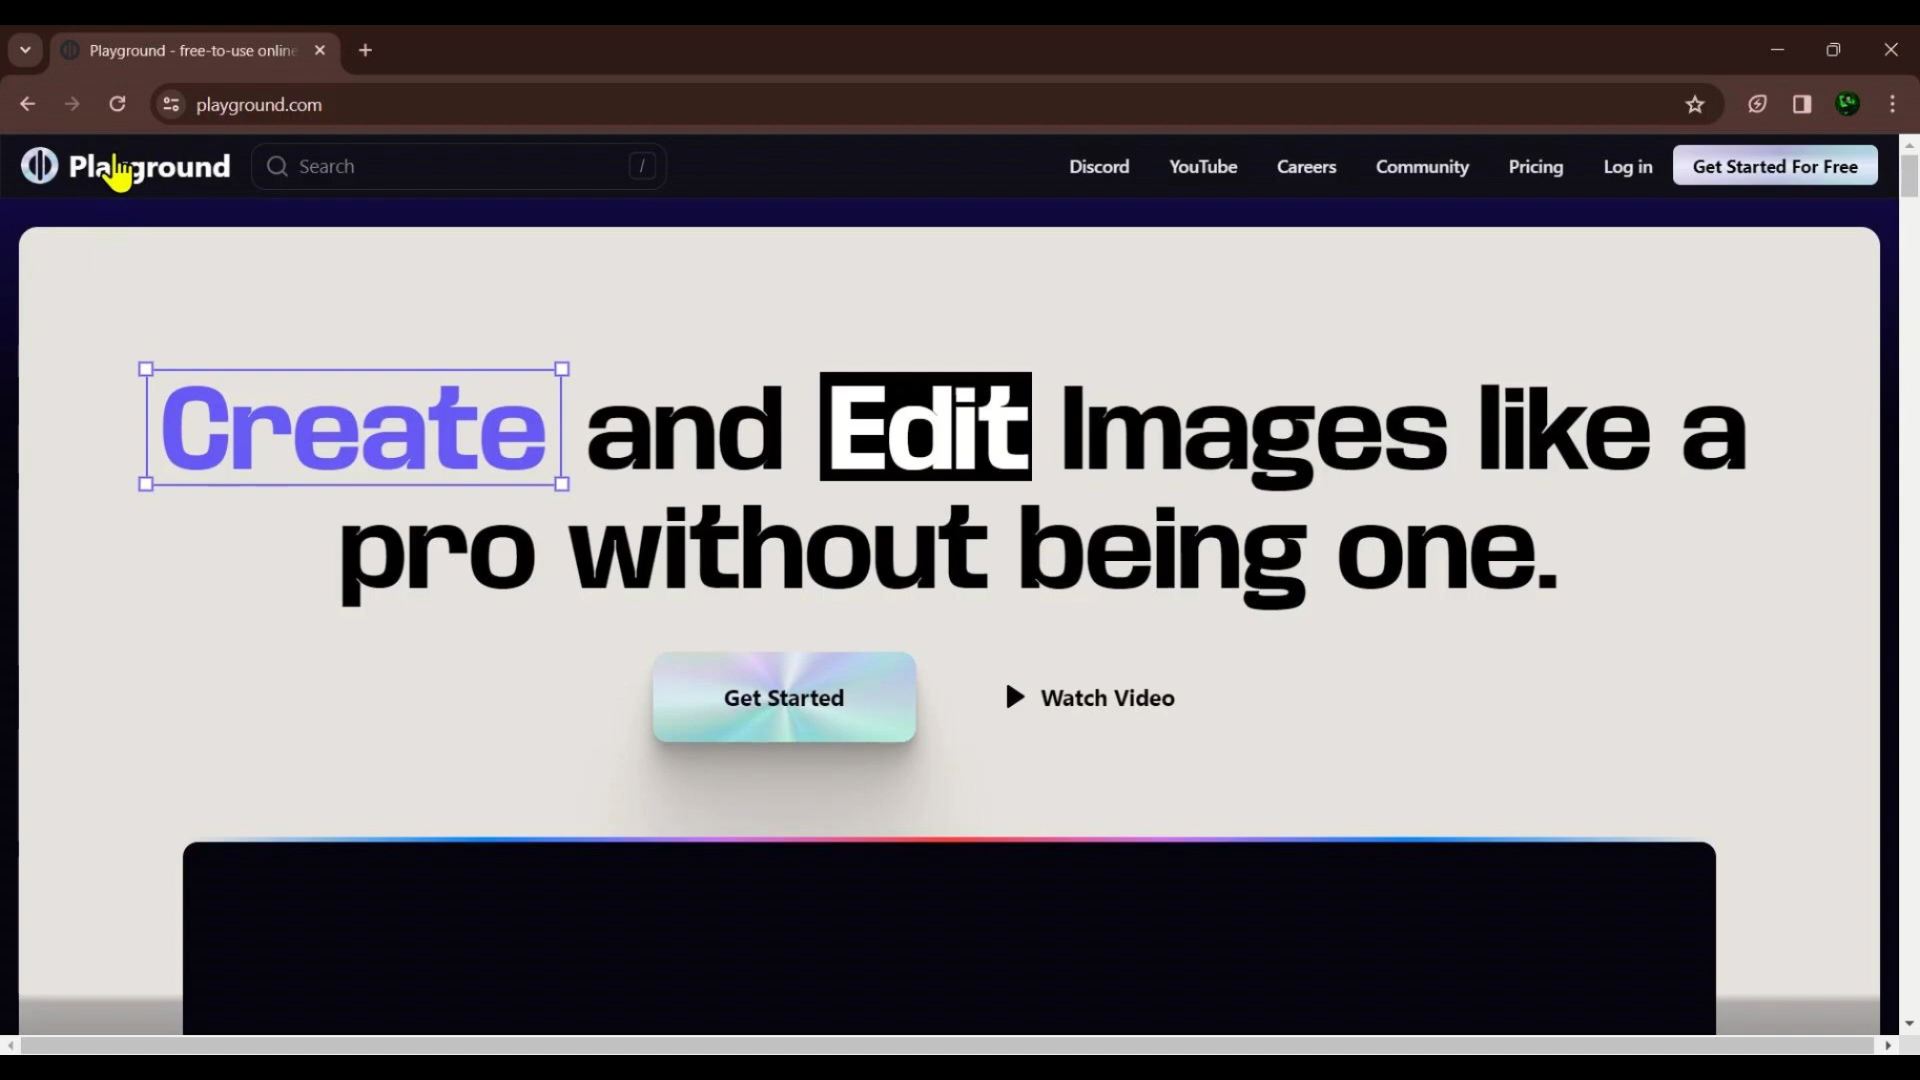 Playground - free-to-use online
playground.com
Playground
Search
/
Discord
YouTube
Careers
Community
Pricing
Log in
Get Started For Free
Create and Edit Images like a
pro without being one.
Get Started
Watch Video